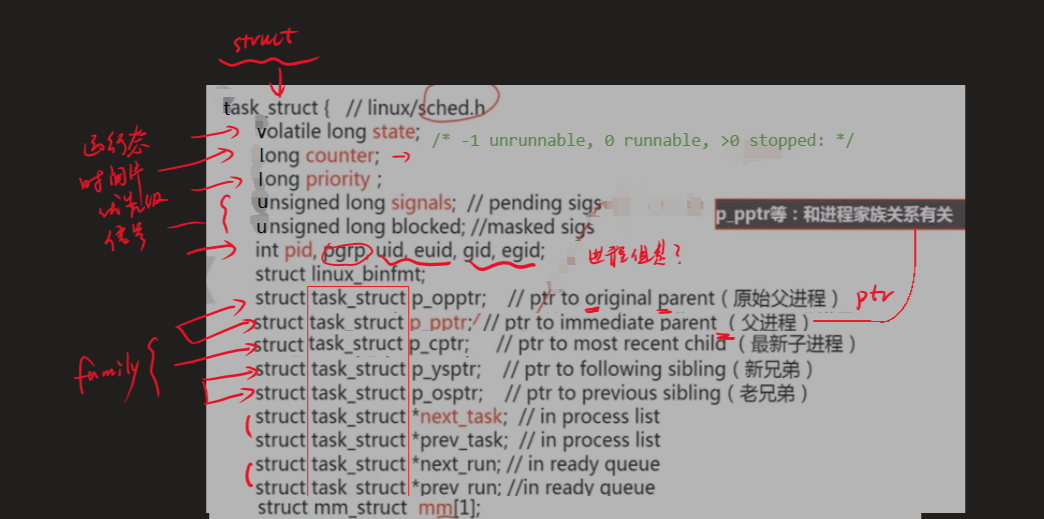 struct
task_struct { // linux/sched.h
volatile long state; /* -1 unrunnable, 0 runnable, >0 stopped: */
运行态
long counter;
时间片
long priority ;
优先级
unsigned long signals; // pending sigs
p_pptr等：和进程家族关系有关
unsigned long blocked; //masked sigs
信号
int pid, pgrp, uid, euid, gid, egid;
进程组是?
struct linux_binfmt;
struct task_struct p_opptr; // ptr to original parent（原始父进程）
ptr
struct task_struct p_pptr; // ptr to immediate parent （父进程）
struct task_struct p_cptr; // ptr to most recent child （最新子进程）
family
struct task_struct p_ysptr; // ptr to following sibling（新兄弟）
struct task_struct p_osptr; // ptr to previous sibling（老兄弟）
struct task_struct *next_task; // in process list
struct task_struct *prev_task; // in process list
struct task_struct *next_run; // in ready queue
struct task_struct *prev_run; //in ready queue
struct mm_struct mm[1];